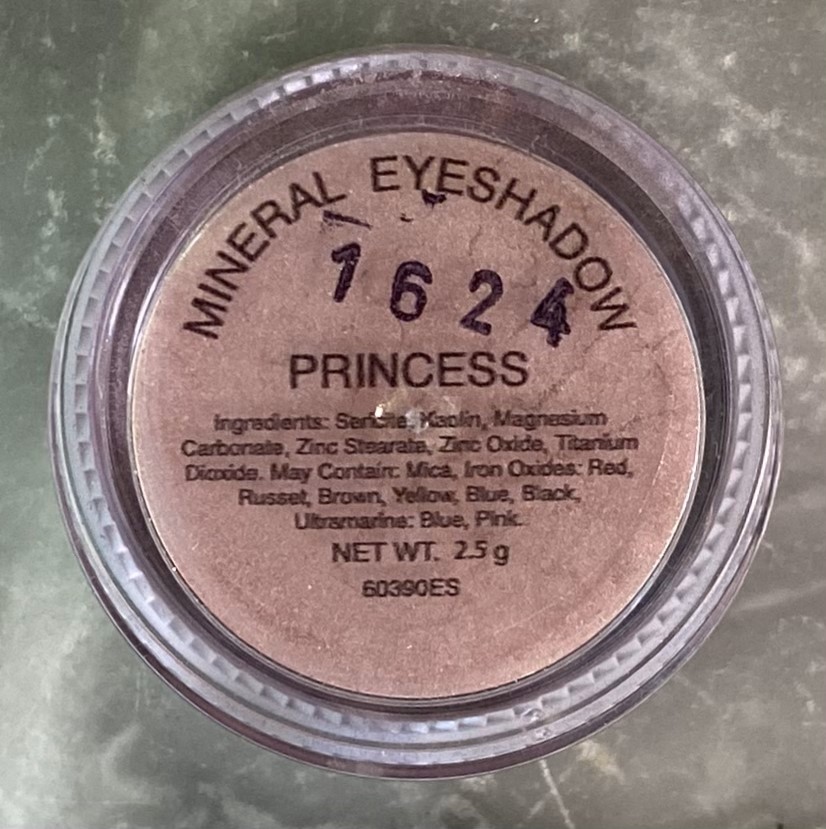 MINERAL EYESHADOW
1624
PRINCESS
Ingredients: Sericite, Kaolin, Magnesium
Carbonate, Zinc Stearate, Zinc Oxide, Titanium
Dioxide. May Contain: Mica, Iron Oxides: Red,
Russet, Brown, Yellow, Blue, Black,
Ultramarine: Blue, Pink.
NET WT. 2.5 g
60390ES